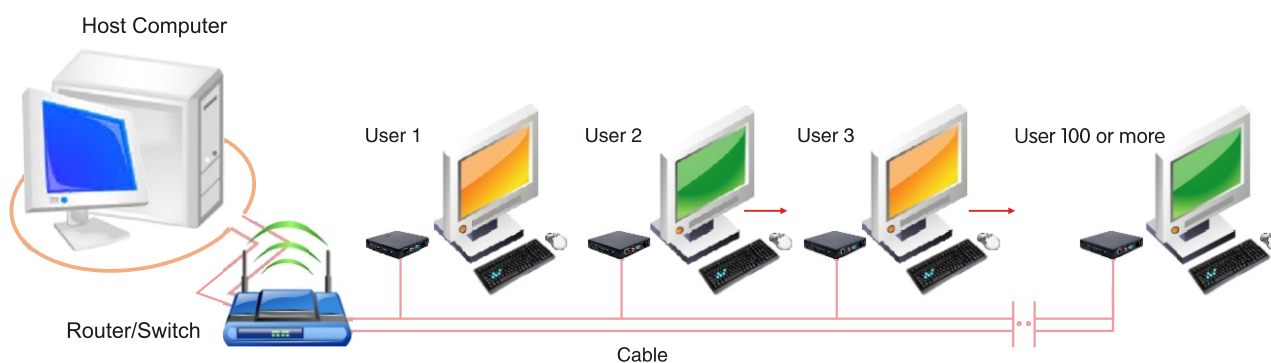 Host Computer
User 1
User 2
User 3
User 100 or more
Router/Switch
Cable